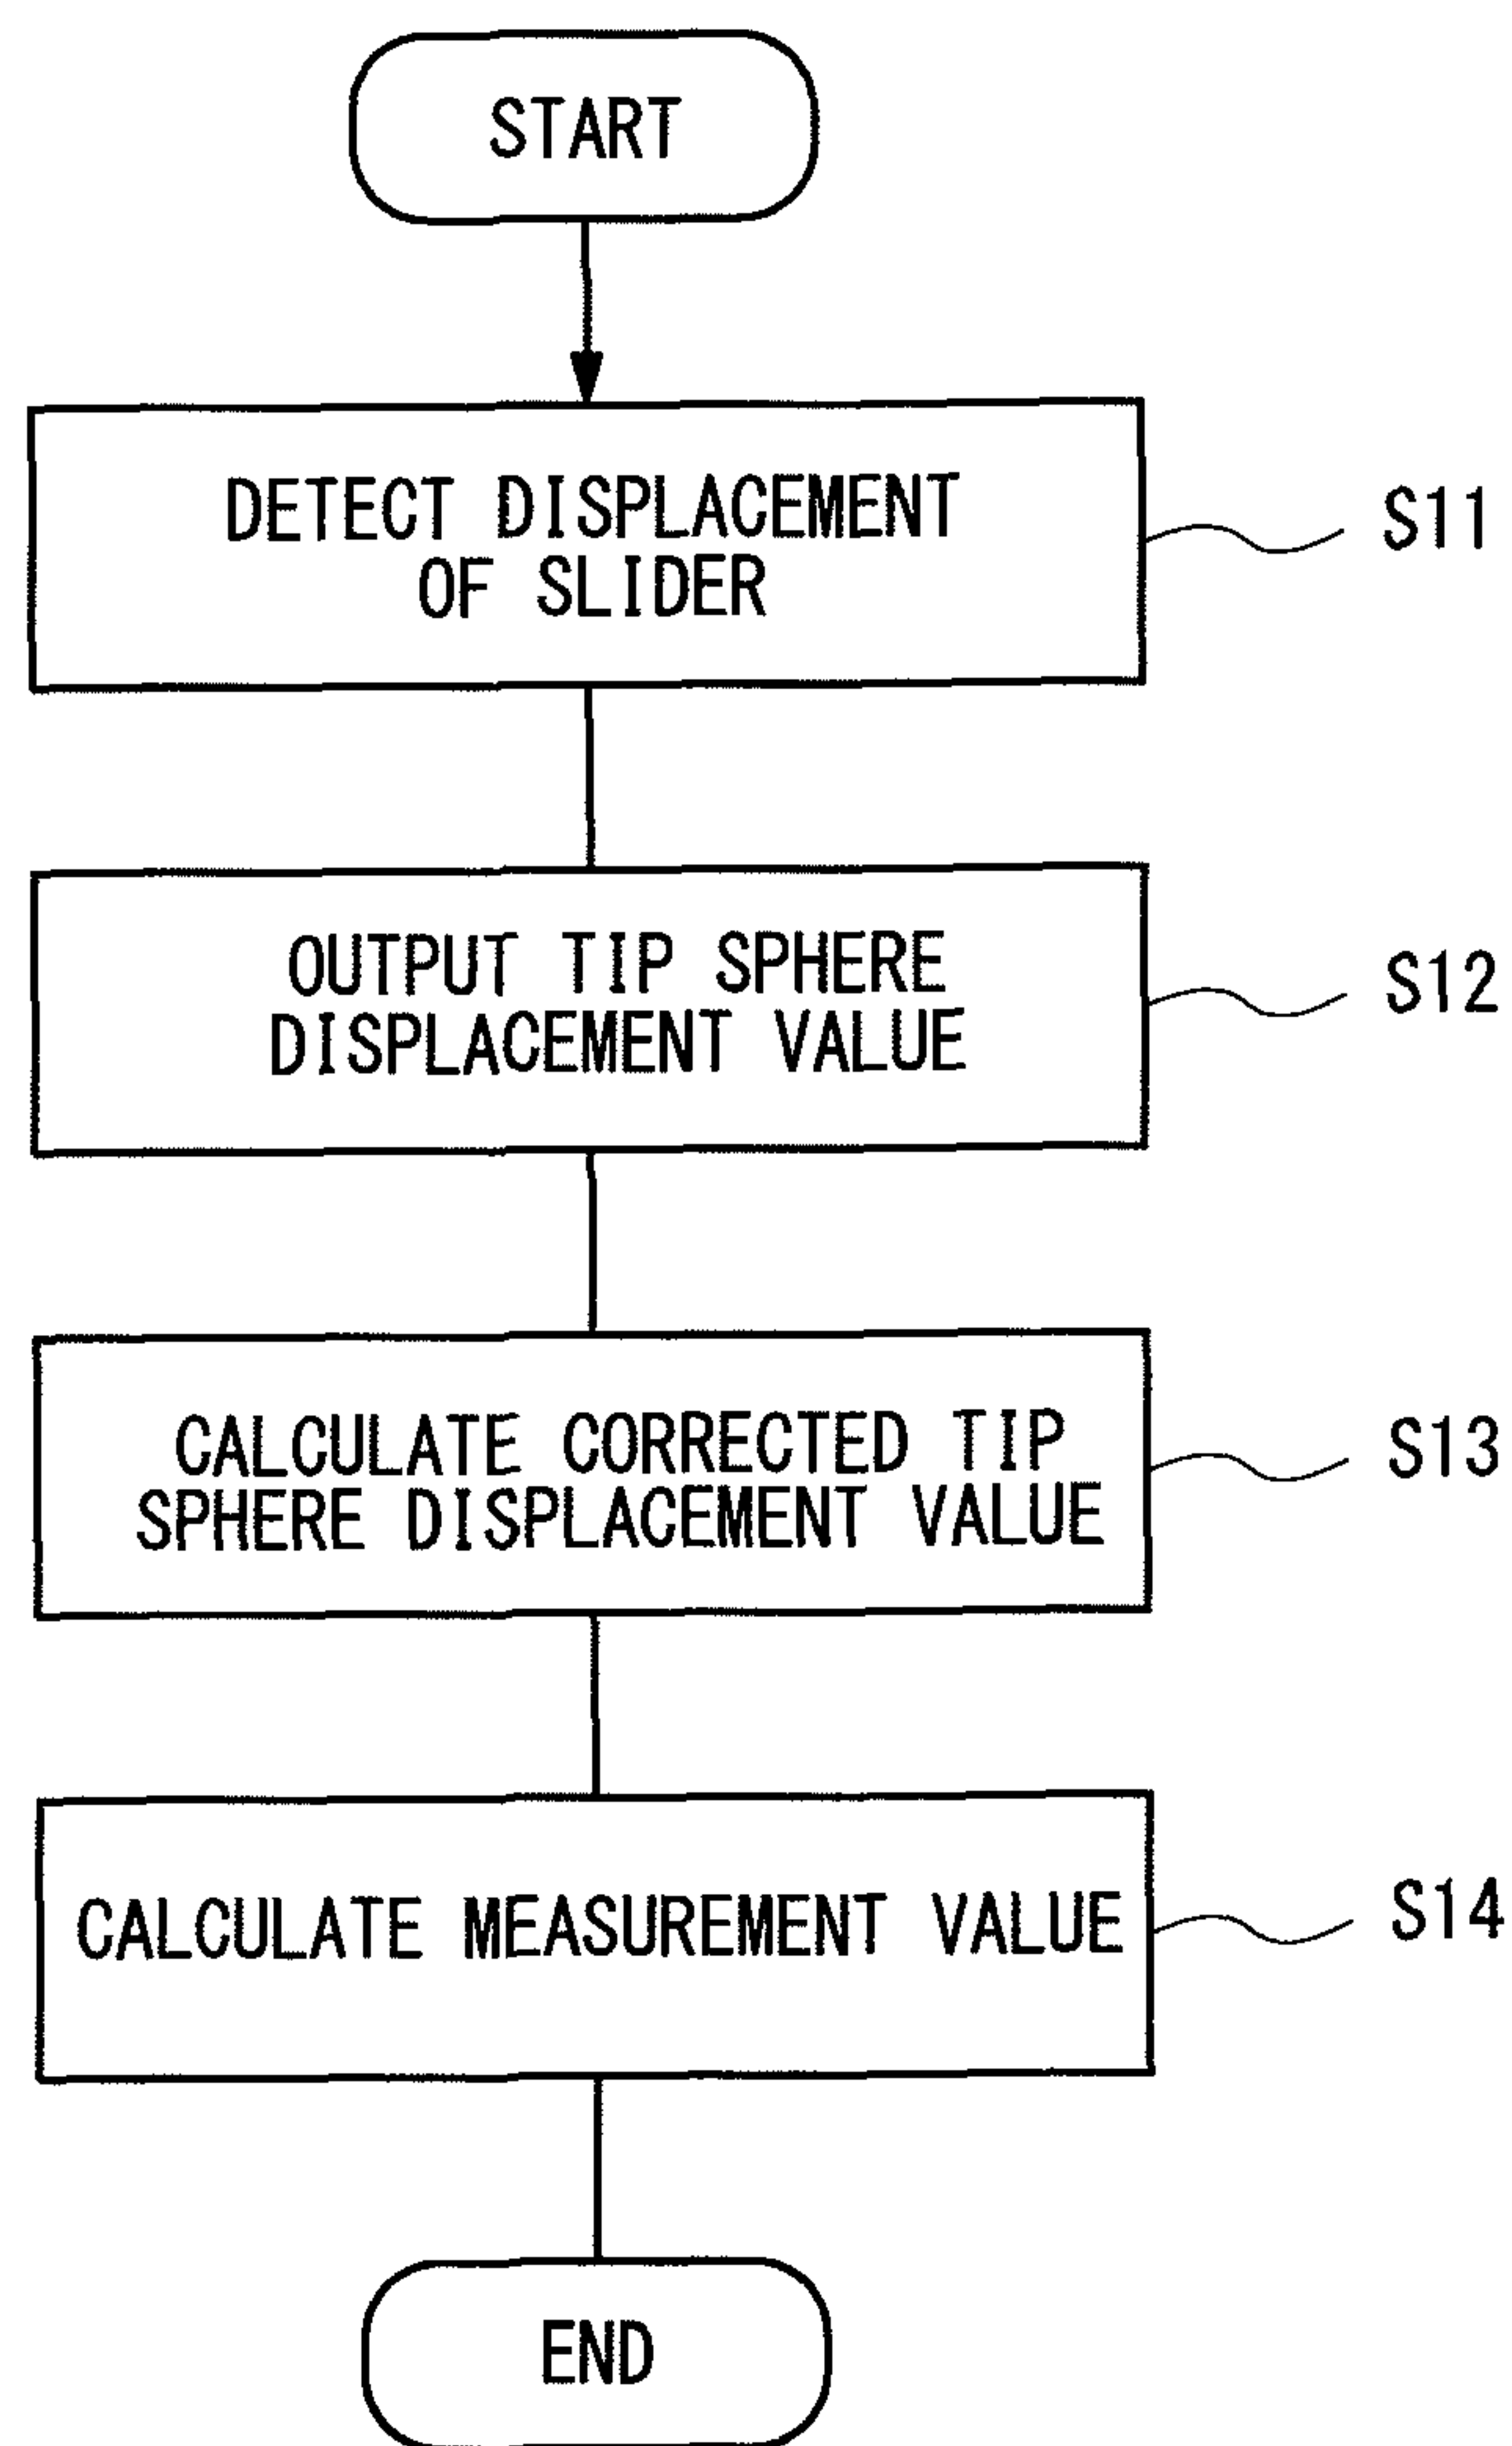 START
DETECT DISPLACEMENT
OF SLIDER
S11
OUTPUT TIP SPHERE
DISPLACEMENT VALUE
S12
CALCULATE CORRECTED TIP
SPHERE DISPLACEMENT VALUE
S13
CALCULATE MEASUREMENT VALUE
S14
END